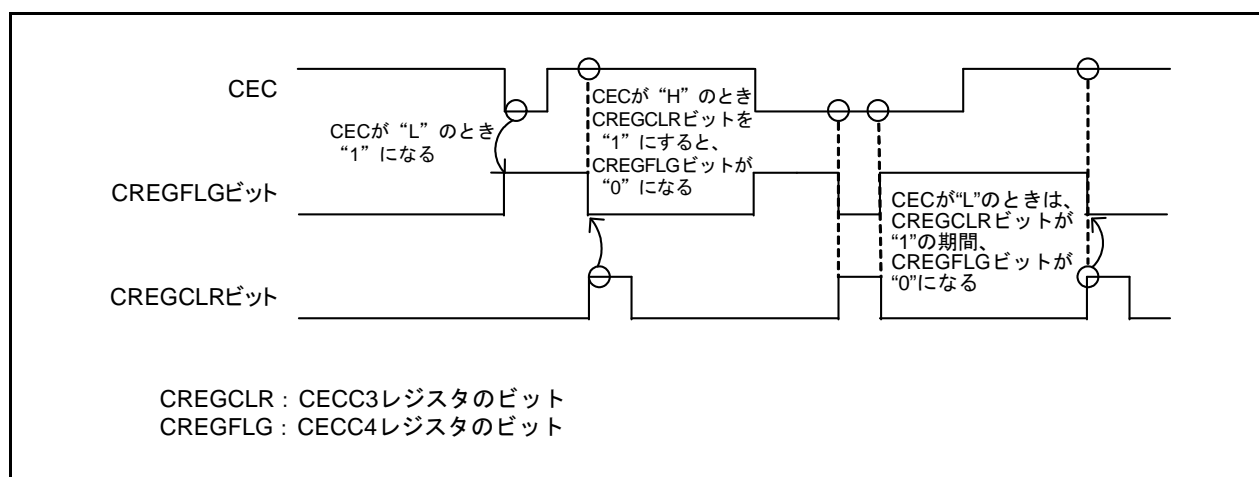 CEC
CECが“L”のとき
“1”になる
CECが“H”のとき
CREGCLRビットを
“1”にすると、
CREGFLGビットが
“0”になる
CREGFLGビット
CECが“L”のときは、
CREGCLRビットが
“1”の期間、
CREGFLGビットが
“0”になる
CREGCLRビット
CREGCLR : CECC3レジスタのビット
CREGFLG : CECC4レジスタのビット